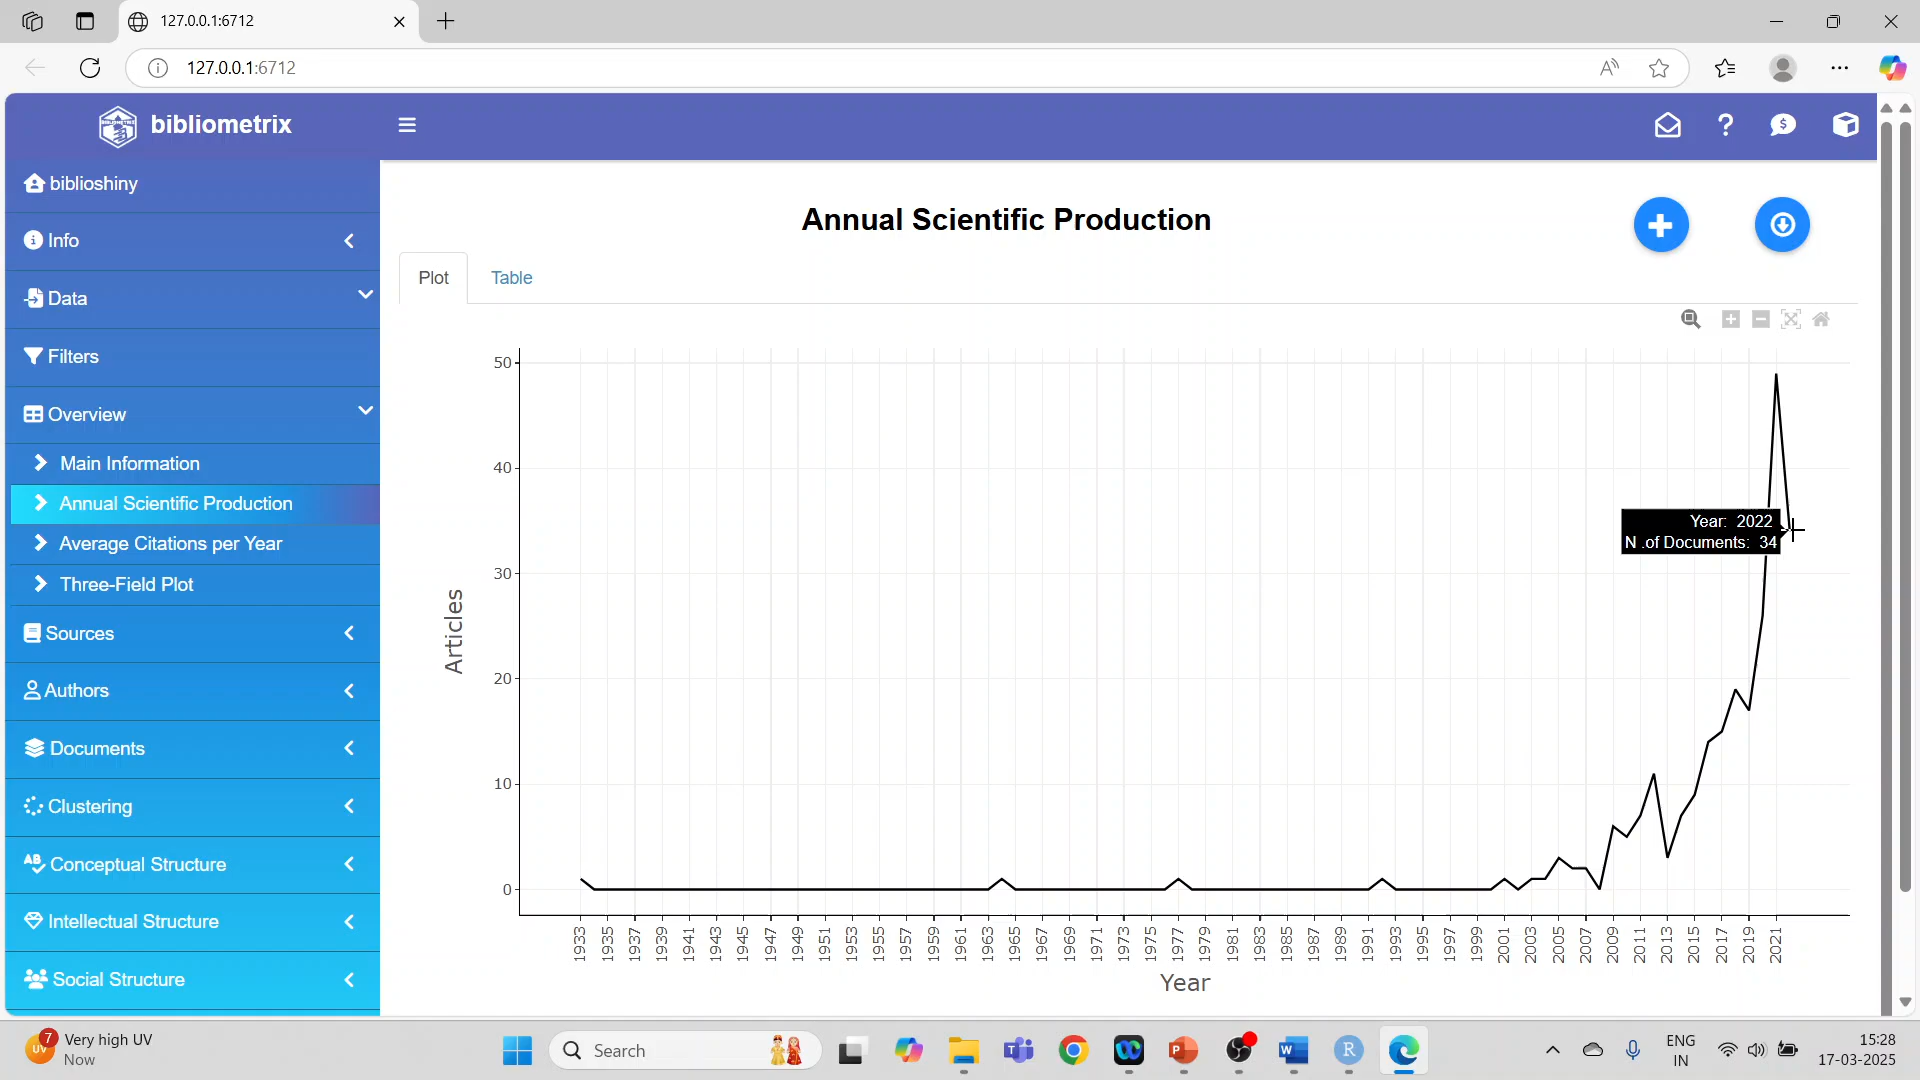 127.0.0.1:6712
127.0.0.1:6712
bibliometrix
biblioshiny
Info
Data
Filters
Overview
Main Information
Annual Scientific Production
Average Citations per Year
Three-Field Plot
Sources
Authors
Documents
Clustering
Conceptual Structure
Intellectual Structure
Social Structure
Annual Scientific Production
Plot
Table
50
40
30
20
10
0
Articles
Year: 2022
N .of Documents: 34
1933
1935
1937
1939
1941
1943
1945
1947
1949
1951
1953
1955
1957
1959
1961
1963
1965
1967
1969
1971
1973
1975
1977
1979
1981
1983
1985
1987
1989
1991
1993
1995
1997
1999
2001
2003
2005
2007
2009
2011
2013
2015
2017
2019
2021
Year
7
UV
Very high UV
Now
Search
ENG
IN
15:28
17-03-2025